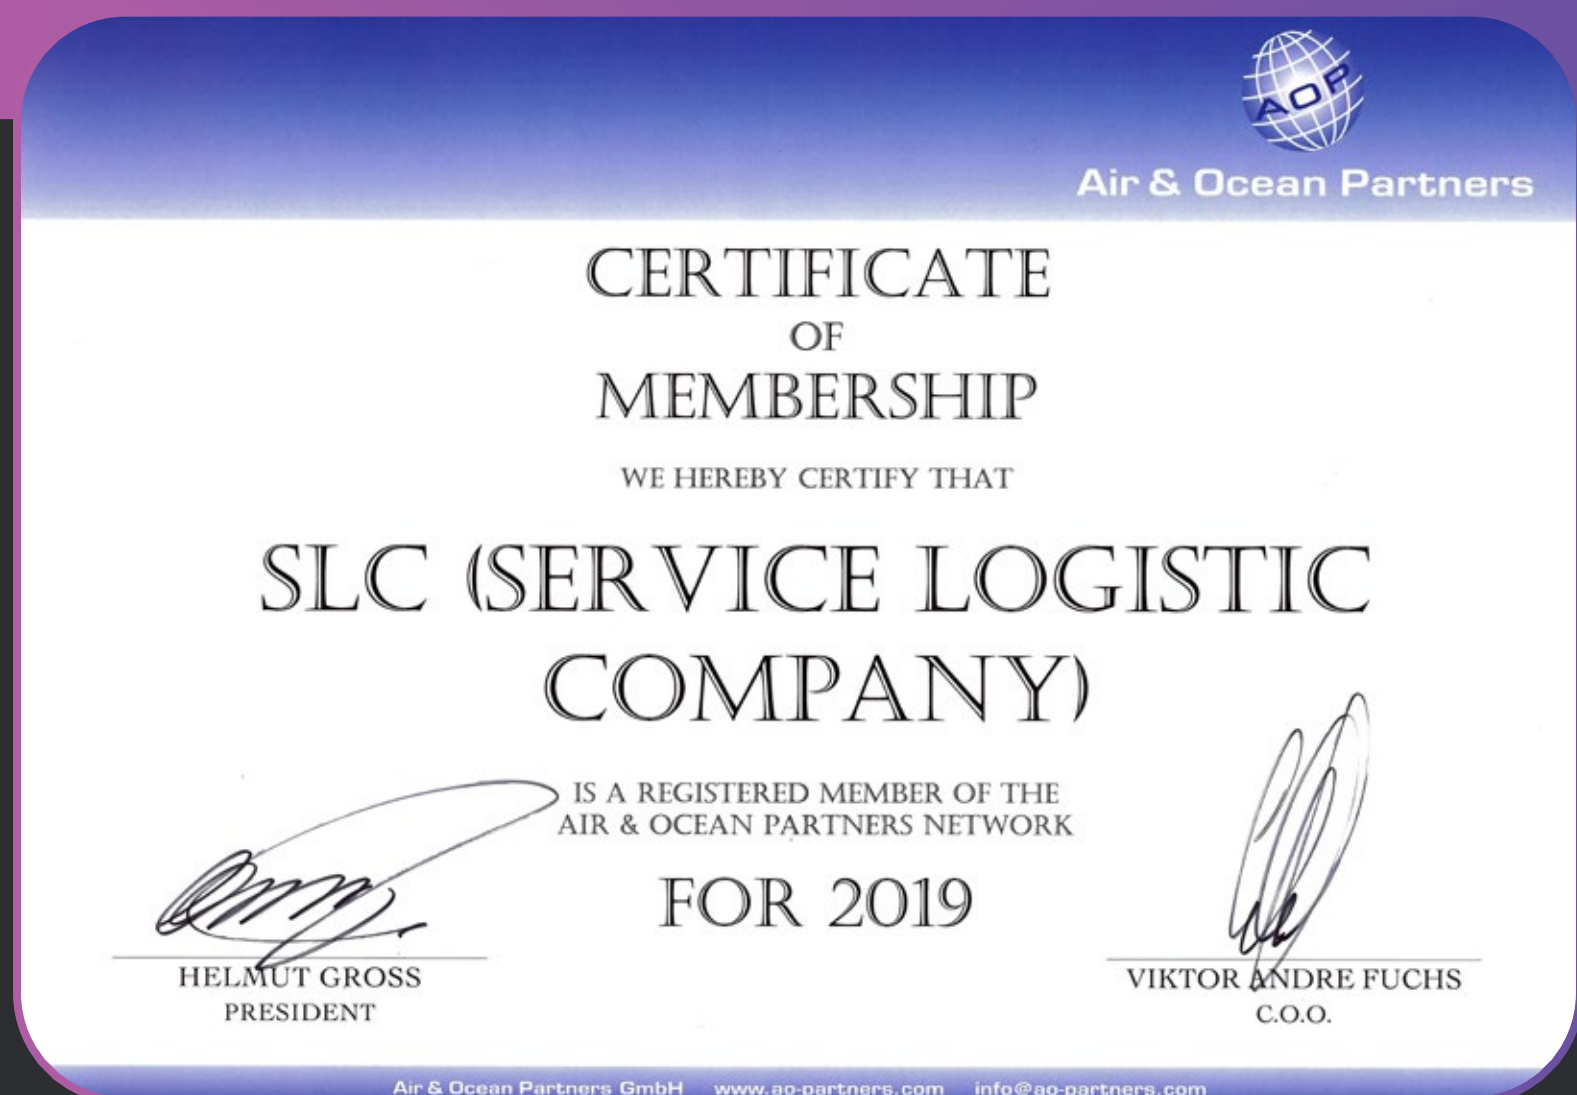 AOP
Air & Ocean Partners
CERTIFICATE
OF
MEMBERSHIP
WE HEREBY CERTIFY THAT
SLC (SERVICE LOGISTIC
COMPANY)
IS A REGISTERED MEMBER OF THE
AIR & OCEAN PARTNERS NETWORK
FOR 2019
HELMUT GROSS
PRESIDENT
VIKTOR ANDRE FUCHS
C.O.O.
Air & Ocean Partners GmbH www.ao-partners.com info@ao-partners.com